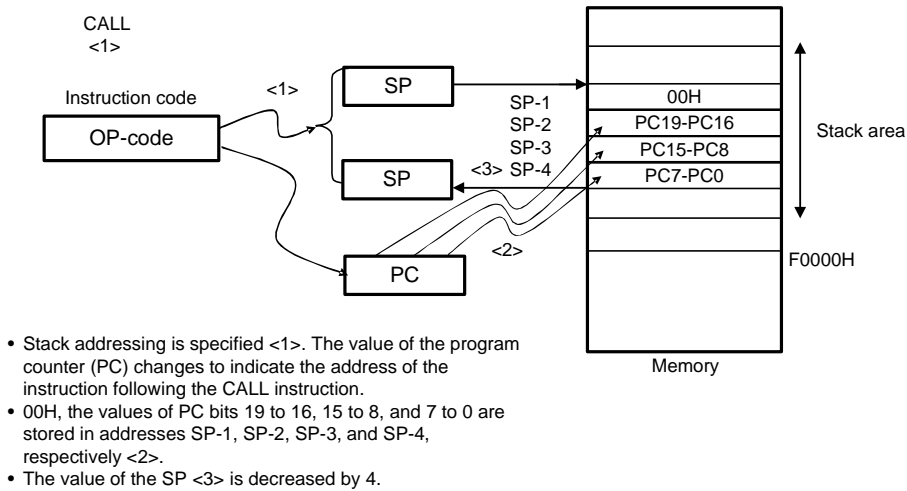 CALL
<1>
Instruction code
OP-code
<1>
SP
SP
PC
SP-1
SP-2
SP-3
<3> SP-4
<2>
00H
PC19-PC16
PC15-PC8
PC7-PC0
Stack area
F0000H
Memory
• Stack addressing is specified <1>. The value of the program
counter (PC) changes to indicate the address of the
instruction following the CALL instruction.
• 00H, the values of PC bits 19 to 16, 15 to 8, and 7 to 0 are
stored in addresses SP-1, SP-2, SP-3, and SP-4,
respectively <2>.
• The value of the SP <3> is decreased by 4.